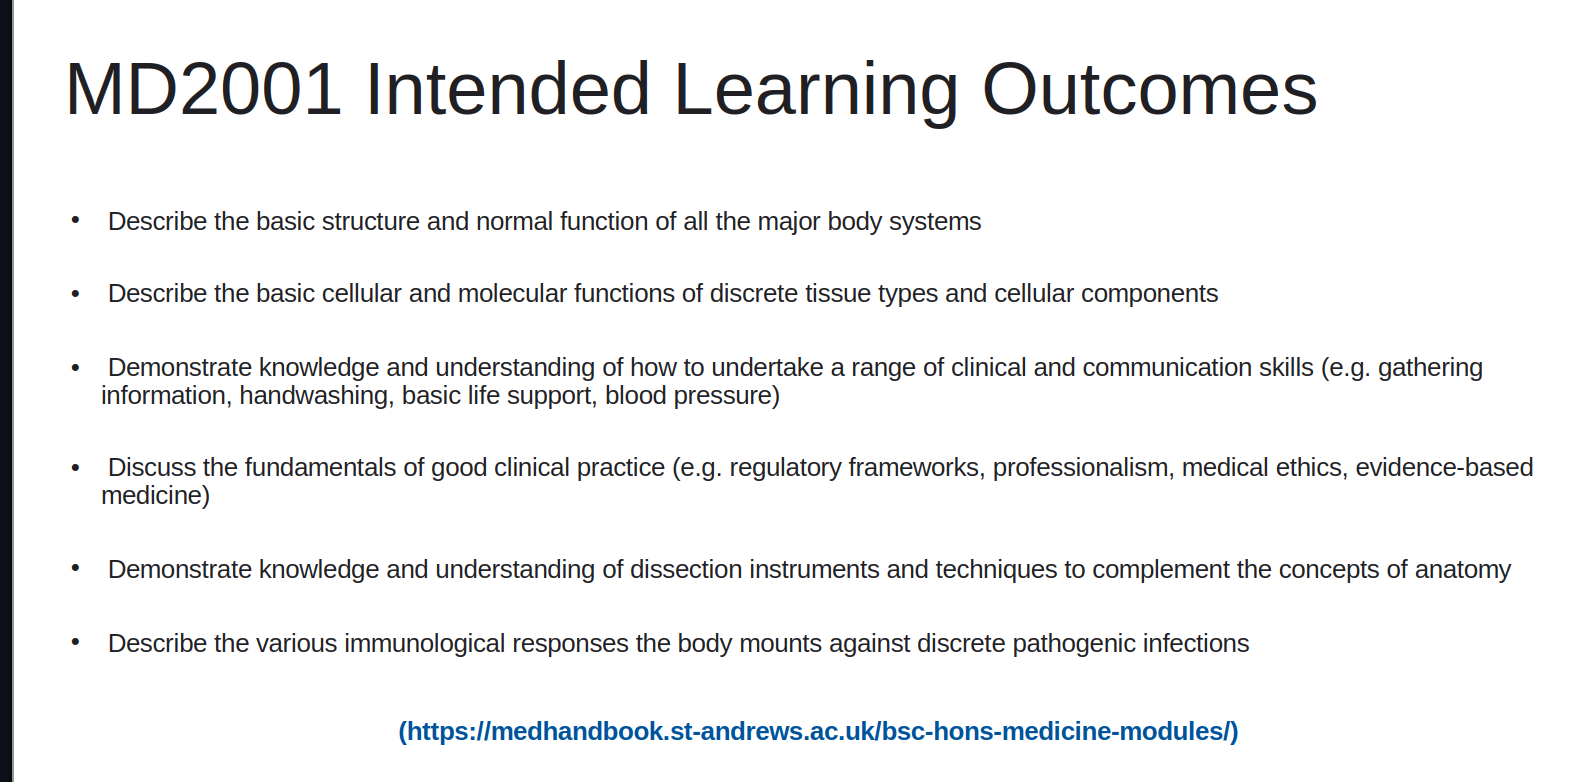 MD2001 Intended Learning Outcomes
• Describe the basic structure and normal function of all the major body systems
• Describe the basic cellular and molecular functions of discrete tissue types and cellular components
• Demonstrate knowledge and understanding of how to undertake a range of clinical and communication skills (e.g. gathering
information, handwashing, basic life support, blood pressure)
• Discuss the fundamentals of good clinical practice (e.g. regulatory frameworks, professionalism, medical ethics, evidence-based
medicine)
• Demonstrate knowledge and understanding of dissection instruments and techniques to complement the concepts of anatomy
• Describe the various immunological responses the body mounts against discrete pathogenic infections
(https://medhandbook.st-andrews.ac.uk/bsc-hons-medicine-modules/)